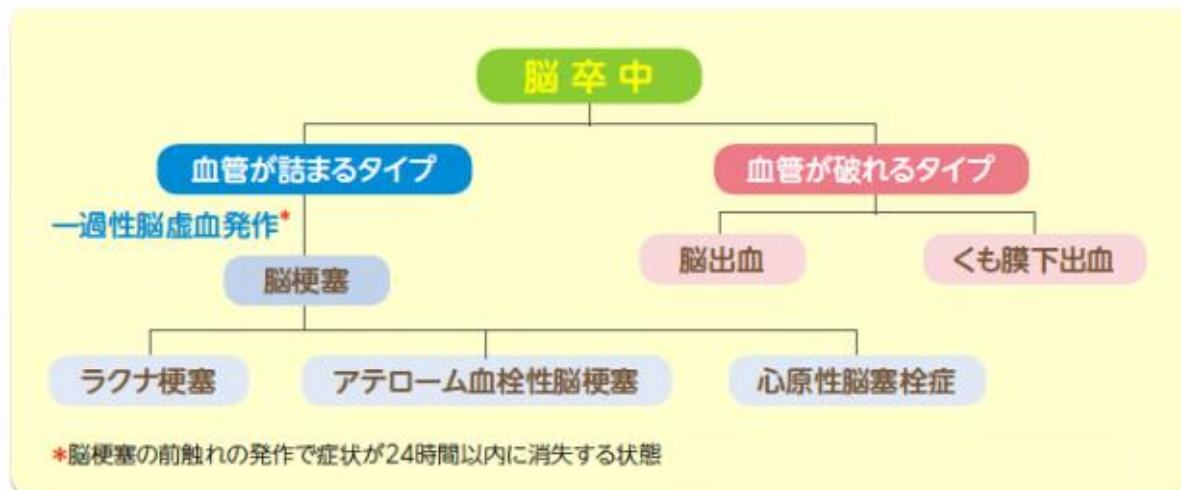 脳卒中
血管が詰まるタイプ
血管が破れるタイプ
一過性脳虚血発作*
脳出血
くも膜下出血
脳梗塞
ラクナ梗塞
アテローム血栓性脳梗塞
心原性脳塞栓症
*脳梗塞の前触れの発作で症状が24時間以内に消失する状態